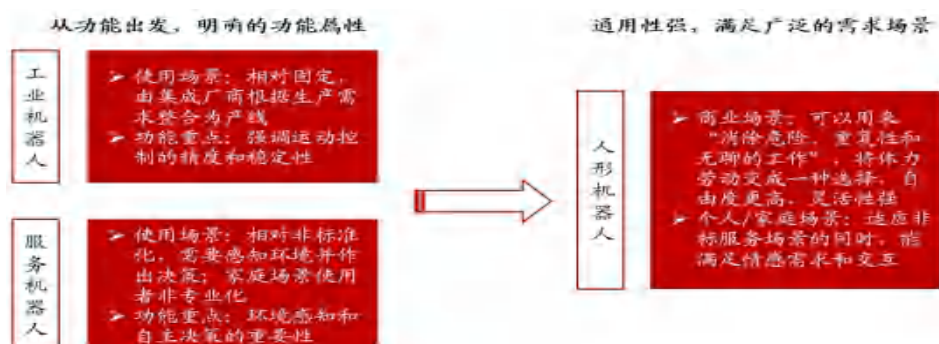 从功能出发，明确的功能属性
工业机器人
➢ 使用场景：相对固定，
由集成厂商根据生产需
求整合为产线
➢ 功能重点：强调运动控
制的精度和稳定性
服务机器人
➢ 使用场景：相对非标准
化，需要感知环境并作
出决策；家庭场景使用
者非专业化
➢ 功能重点：环境感知和
自主决策的重要性
通用性强，满足广泛的需求场景
人形机器人
➢ 商业场景：可以用来
“消除危险、重复性和
无聊的工作”，将体力
劳动变成一种选择，自
由度更高，灵活性强
➢ 个人/家庭场景：适应非
标服务场景的同时，能
满足情感需求和交互